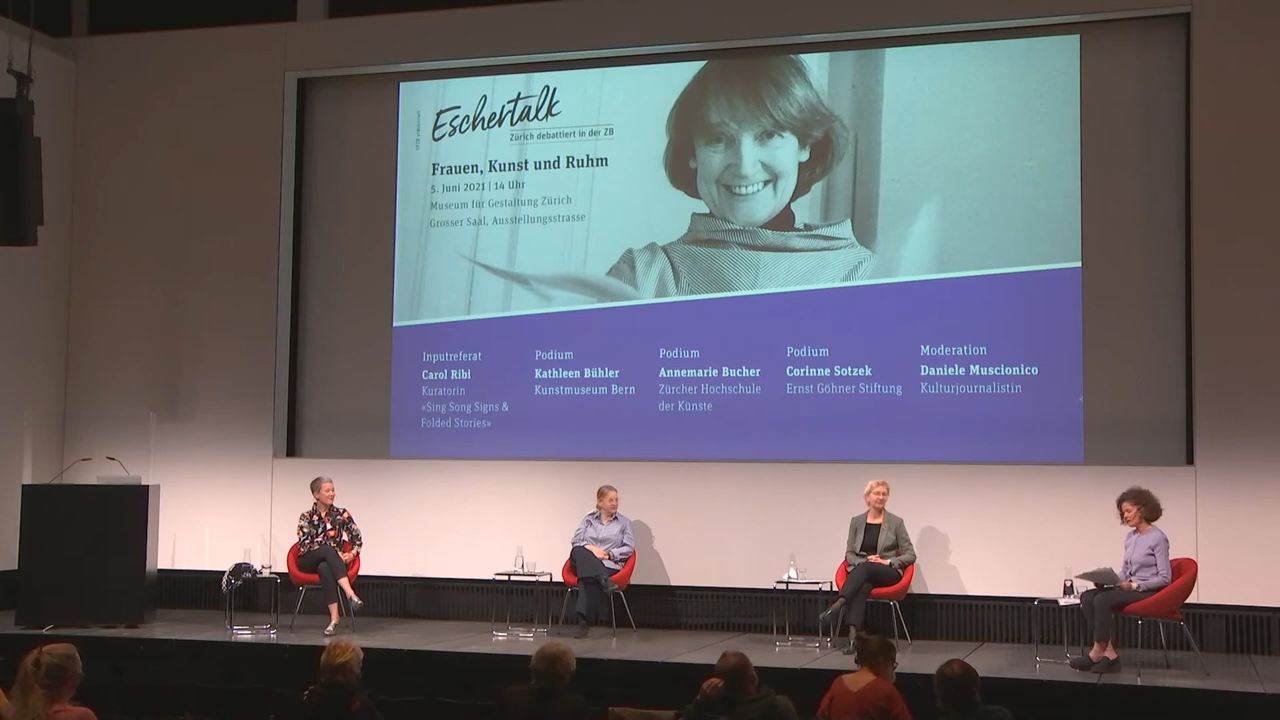 Eschertalk
Zürich debattiert in der ZB
Frauen, Kunst und Ruhm
5. Juni 2021 | 14 Uhr
Museum für Gestaltung Zürich
Grosser Saal, Ausstellungsstrasse
Inputreferat
Carol Ribi
Kuratorin
«Sing Song Signs &
Folded Stories»
Podium
Kathleen Bühler
Kunstmuseum Bern
Podium
Annemarie Bucher
Zürcher Hochschule
der Künste
Podium
Corinne Sotzek
Ernst Göhner Stiftung
Moderation
Daniele Muscionico
Kulturjournalistin